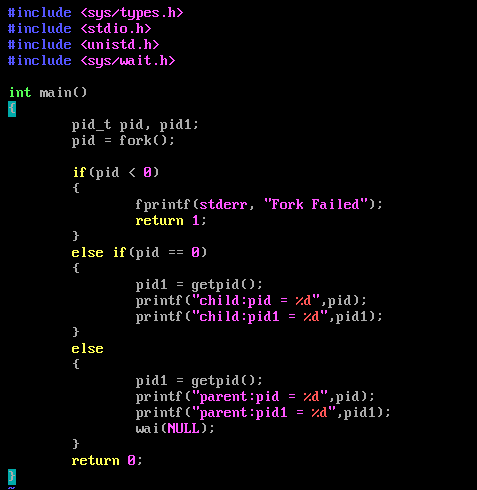 #include <sys/types.h>
#include <stdio.h>
#include <unistd.h>
#include <sys/wait.h>
int main()
{
pid_t pid, pid1;
pid = fork();
if(pid < 0)
{
fprintf(stderr, "Fork Failed");
return 1;
}
else if(pid == 0)
{
pid1 = getpid();
printf("child:pid = %d",pid);
printf("child:pid1 = %d",pid1);
}
else
{
pid1 = getpid();
printf("parent:pid = %d",pid);
printf("parent:pid1 = %d",pid1);
wai(NULL);
}
return 0;
}
~